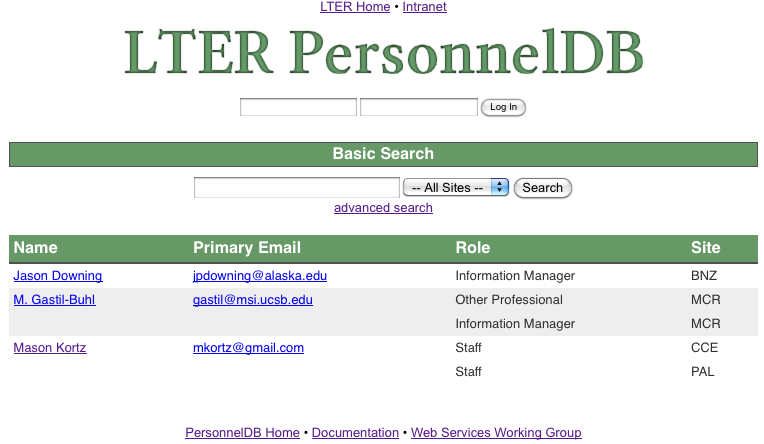 LTER Home • Intranet
LTER PersonnelDB
Log In
Basic Search
-- All Sites -- Search
advanced search
Name Primary Email Role Site
Jason Downing jpdowning@alaska.edu Information Manager BNZ
M. Gastil-Buhl gastil@msi.ucsb.edu Other Professional MCR
Information Manager MCR
Mason Kortz mkortz@gmail.com Staff CCE
Staff PAL
PersonnelDB Home • Documentation • Web Services Working Group